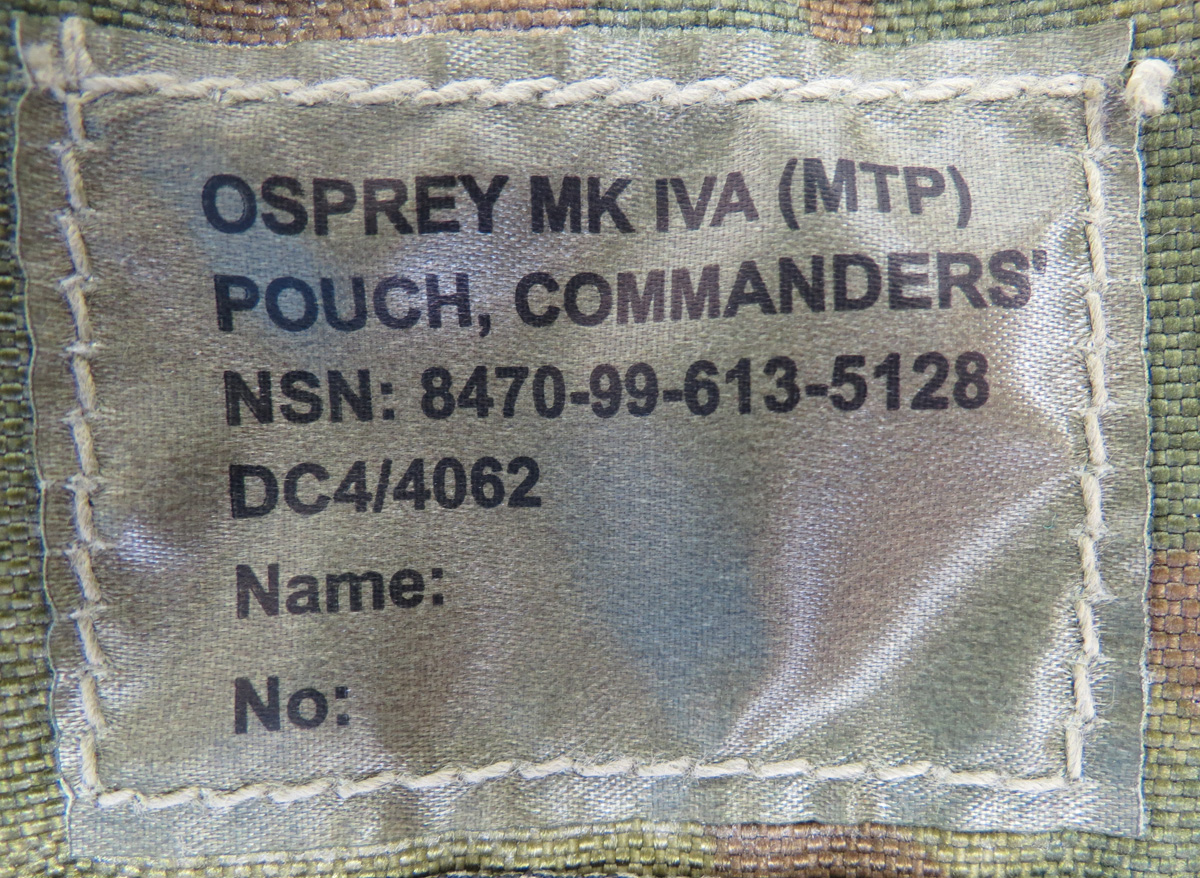 OSPREY MK IVA (MTP)
POUCH, COMMANDERS'
NSN: 8470-99-613-5128
DC4/4062
Name:
No: